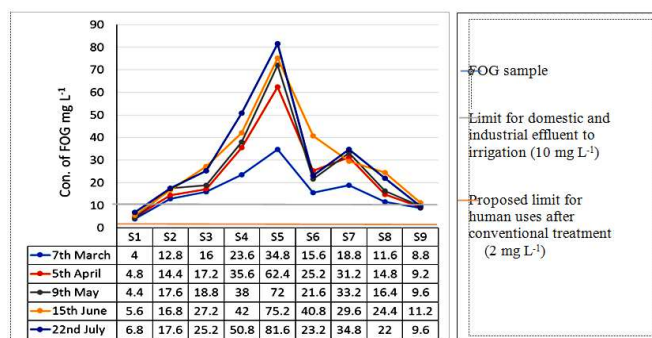 90
80
70
60
50
40
30
20
10
0
Con. of FOG mg L-1
S1 S2 S3 S4 S5 S6 S7 S8 S9
7th March 4 12.8 16 23.6 34.8 15.6 18.8 11.6 8.8
5th April 4.8 14.4 17.2 35.6 62.4 25.2 31.2 14.8 9.2
9th May 4.4 17.6 18.8 38 72 21.6 33.2 16.4 9.6
15th June 5.6 16.8 27.2 42 75.2 40.8 29.6 24.4 11.2
22nd July 6.8 17.6 25.2 50.8 81.6 23.2 34.8 22 9.6
FOG sample
Limit for domestic and
industrial effluent to
irrigation (10 mg L-1)
Proposed limit for
human uses after
conventional treatment
(2 mg L-1)